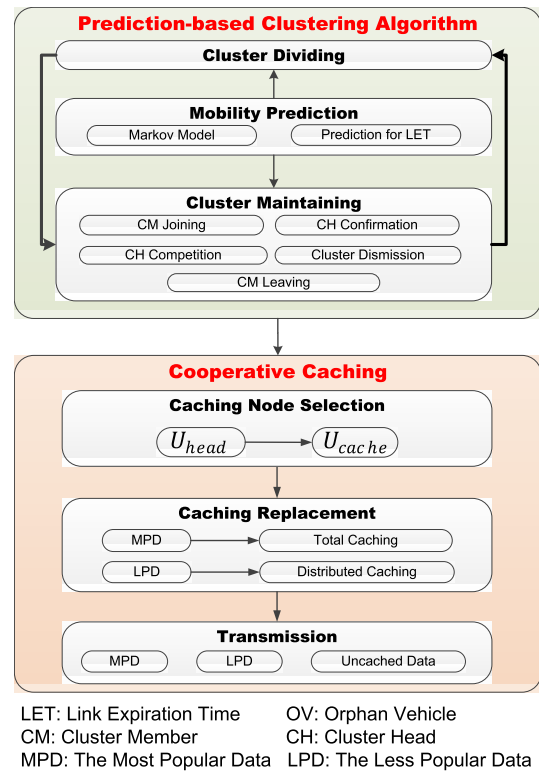 Prediction-based Clustering Algorithm
Cluster Dividing
Mobility Prediction
Markov Model
Prediction for LET
Cluster Maintaining
CM Joining
CH Confirmation
CH Competition
Cluster Dismission
CM Leaving
Cooperative Caching
Caching Node Selection
U_head
U_cache
Caching Replacement
MPD
Total Caching
LPD
Distributed Caching
Transmission
MPD
LPD
Uncached Data
LET: Link Expiration Time
OV: Orphan Vehicle
CM: Cluster Member
CH: Cluster Head
MPD: The Most Popular Data
LPD: The Less Popular Data